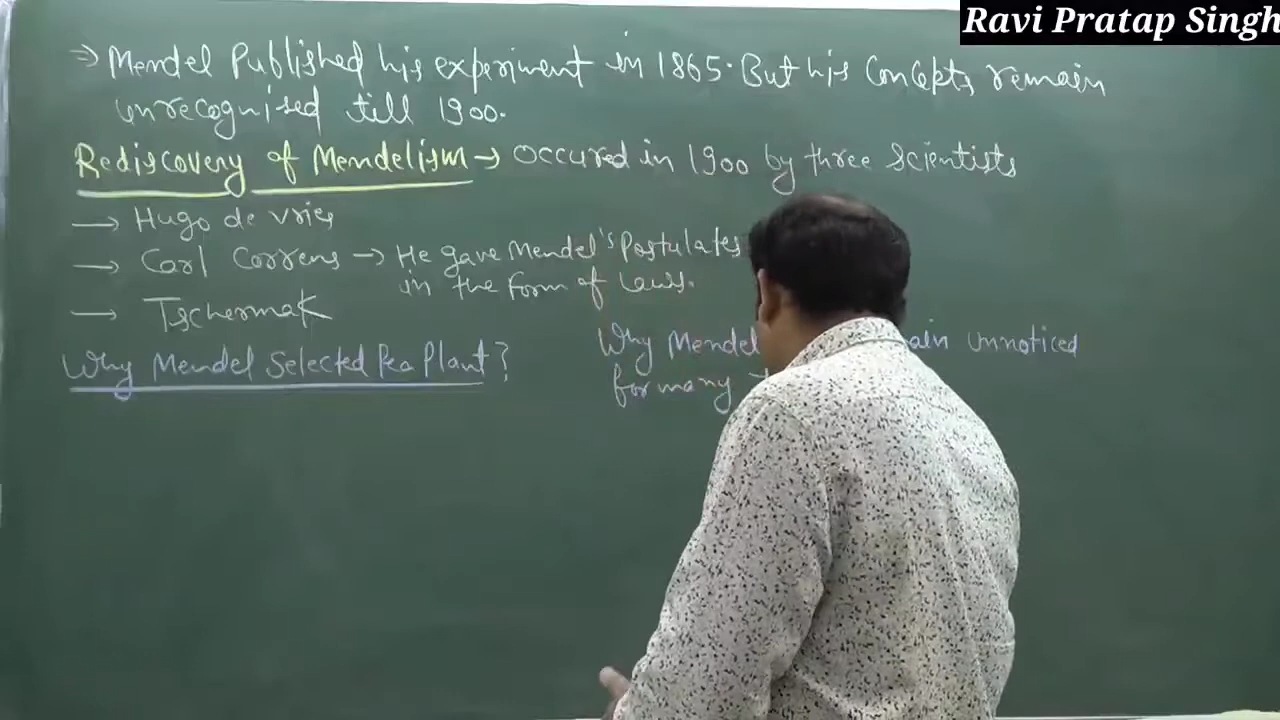 Ravi Pratap Singh
→ Mendel Published his experiment in 1865. But his Concepts remain
unrecognised till 1900.
Rediscovery of Mendelism → Occured in 1900 by three Scientists
→ Hugo de vries
→ Carl Correns → He gave Mendel's Postulates
in the form of Laws.
→ Tschermak
Why Mendel Selected Pea Plant?
Why Mendel unnoticed
for many